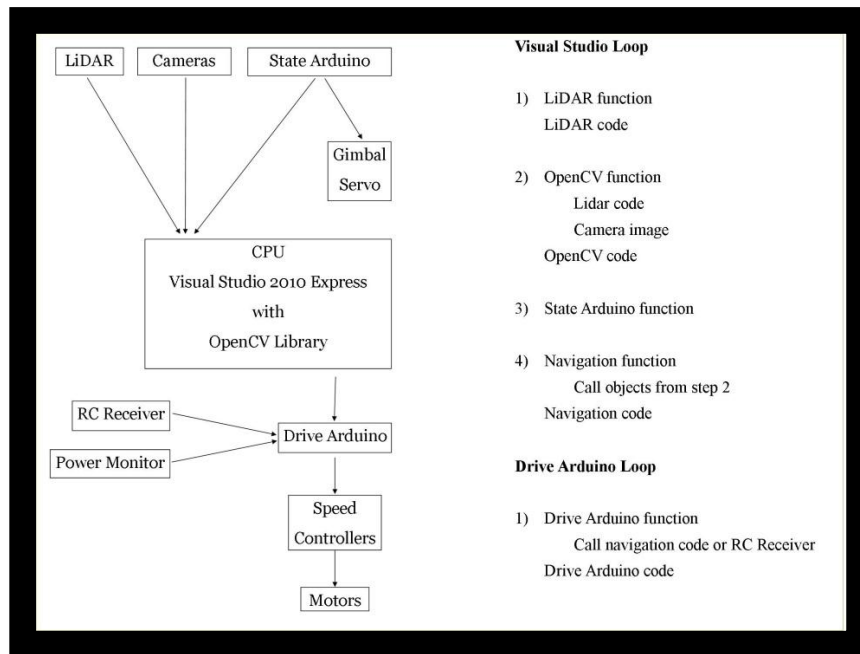 LiDAR
Cameras
State Arduino
Gimbal
Servo
CPU
Visual Studio 2010 Express
with
OpenCV Library
RC Receiver
Power Monitor
Drive Arduino
Speed
Controllers
Motors
Visual Studio Loop
1) LiDAR function
LiDAR code
2) OpenCV function
Lidar code
Camera image
OpenCV code
3) State Arduino function
4) Navigation function
Call objects from step 2
Navigation code
Drive Arduino Loop
1) Drive Arduino function
Call navigation code or RC Receiver
Drive Arduino code